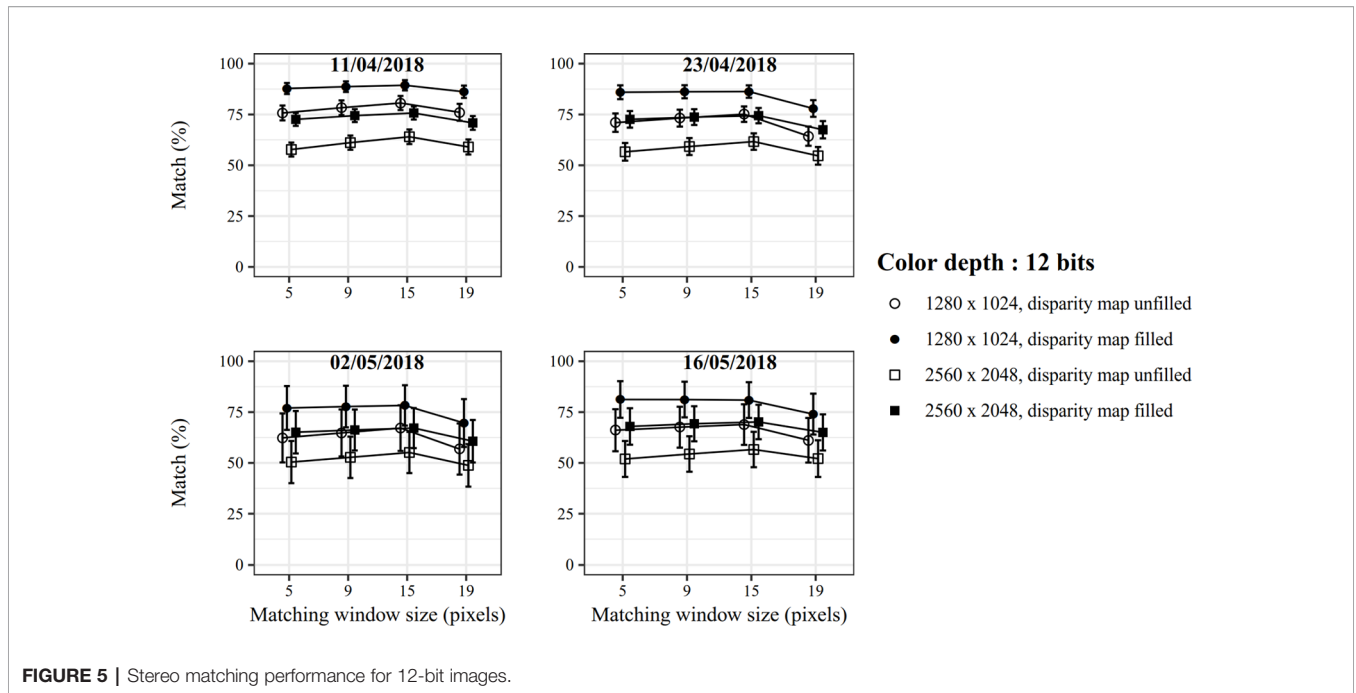 11/04/2018
100
75
50
25
0
Match (%)
5 9 15 19
23/04/2018
100
75
50
25
0
5 9 15 19
02/05/2018
100
75
50
25
0
Match (%)
5 9 15 19
Matching window size (pixels)
16/05/2018
100
75
50
25
0
5 9 15 19
Matching window size (pixels)
Color depth : 12 bits
1280 x 1024, disparity map unfilled
1280 x 1024, disparity map filled
2560 x 2048, disparity map unfilled
2560 x 2048, disparity map filled
FIGURE 5 | Stereo matching performance for 12-bit images.